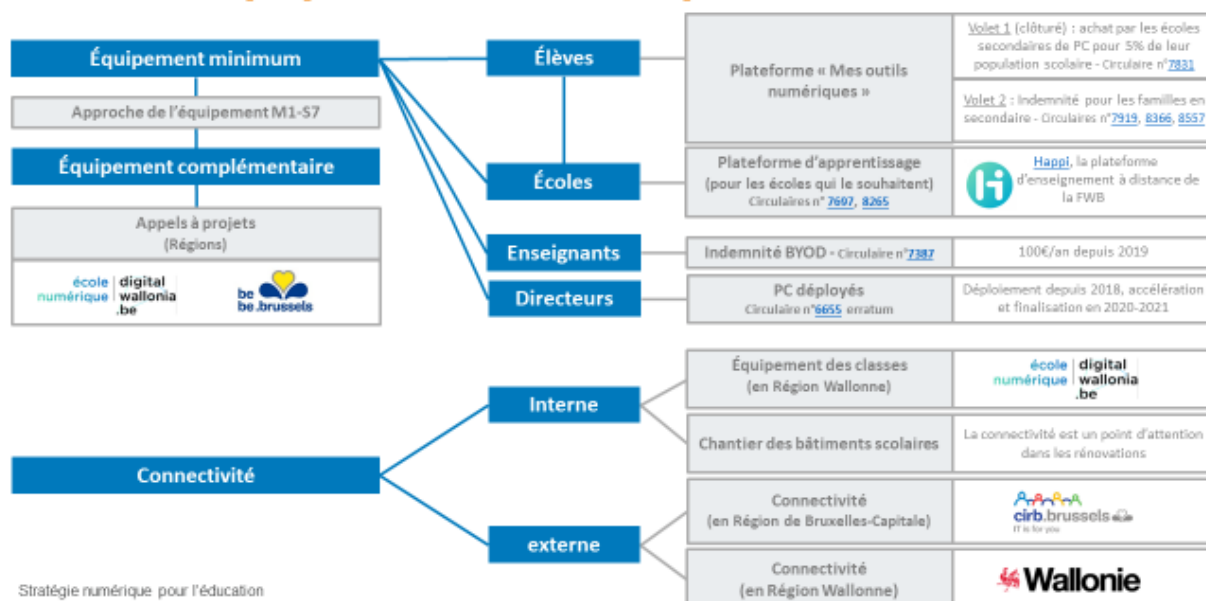 Équipement minimum
Approche de l'équipement M1-S7
Équipement complémentaire
Appels à projets
(Régions)
école
numérique
digital
wallonia
.be
be
be.brussels
Élèves
Écoles
Enseignants
Directeurs
Plateforme « Mes outils
numériques »
Volet 1 (clôturé) : achat par les écoles
secondaires de PC pour 5% de leur
population scolaire - Circulaire n°7831
Volet 2 : Indemnité pour les familles en
secondaire - Circulaires n°7919, 8366, 8557
Plateforme d'apprentissage
(pour les écoles qui le souhaitent)
Circulaires n° 7697, 8265
Happi, la plateforme
d'enseignement à distance de
la FWB
Indemnité BYOD - Circulaire n°7387
100€/an depuis 2019
PC déployés
Circulaire n°6655 erratum
Déploiement depuis 2018, accélération
et finalisation en 2020-2021
Connectivité
Interne
externe
Équipement des classes
(en Région Wallonne)
école
numérique
digital
wallonia
.be
Chantier des bâtiments scolaires
La connectivité est un point d'attention
dans les rénovations
Connectivité
(en Région de Bruxelles-Capitale)
cirb.brussels
IT is for you
Connectivité
(en Région Wallonne)
Wallonie
Stratégie numérique pour l'éducation